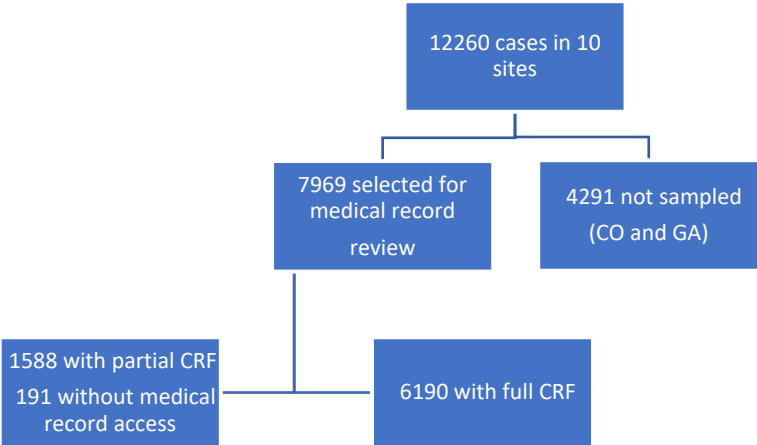 12260 cases in 10
sites
7969 selected for
medical record
review
4291 not sampled
(CO and GA)
1588 with partial CRF
191 without medical
record access
6190 with full CRF